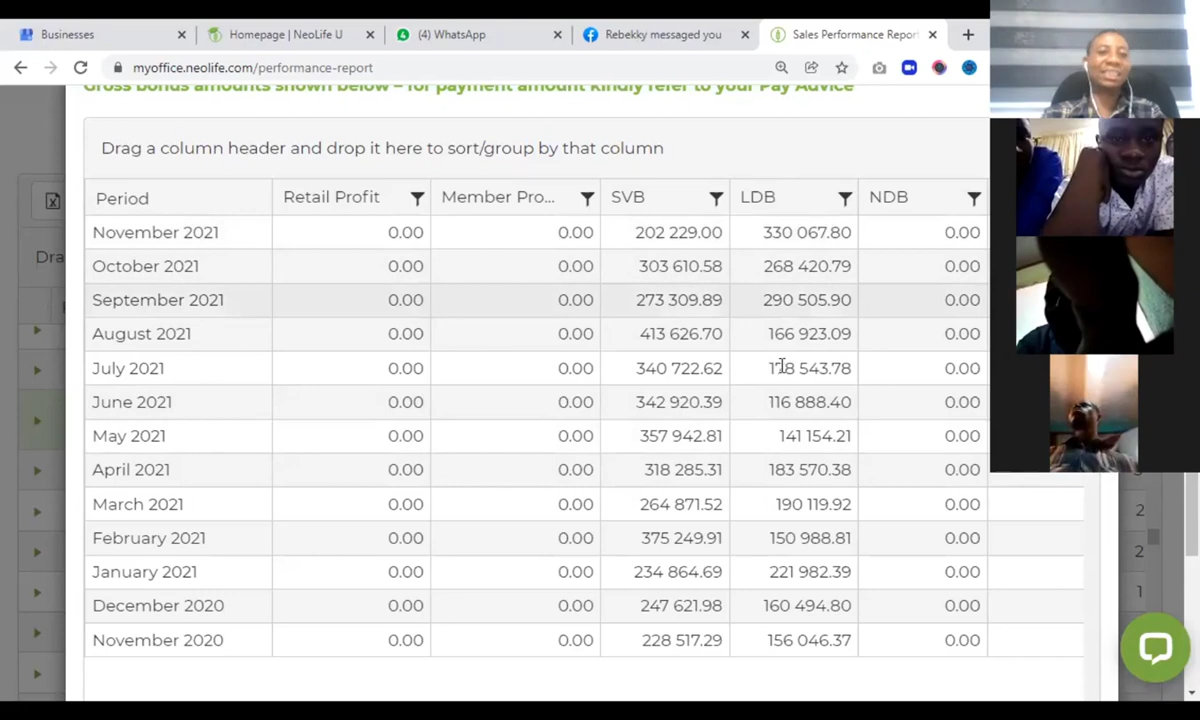 Businesses
Homepage | NeoLife U
(4) WhatsApp
Rebekky messaged you
Sales Performance Report
myoffice.neolife.com/performance-report
Gross bonus amounts shown below – for payment amount kindly refer to your Pay Advice
Drag a column header and drop it here to sort/group by that column
Dra
Period Retail Profit Member Pro... SVB LDB NDB
November 2021 0.00 0.00 202 229.00 330 067.80 0.00
October 2021 0.00 0.00 303 610.58 268 420.79 0.00
September 2021 0.00 0.00 273 309.89 290 505.90 0.00
August 2021 0.00 0.00 413 626.70 166 923.09 0.00
July 2021 0.00 0.00 340 722.62 543.78 0.00
June 2021 0.00 0.00 342 920.39 116 888.40 0.00
May 2021 0.00 0.00 357 942.81 141 154.21 0.00
April 2021 0.00 0.00 318 285.31 183 570.38 0.00
March 2021 0.00 0.00 264 871.52 190 119.92 0.00
2
February 2021 0.00 0.00 375 249.91 150 988.81 0.00
2
January 2021 0.00 0.00 234 864.69 221 982.39 0.00
1
December 2020 0.00 0.00 247 621.98 160 494.80 0.00
November 2020 0.00 0.00 228 517.29 156 046.37 0.00